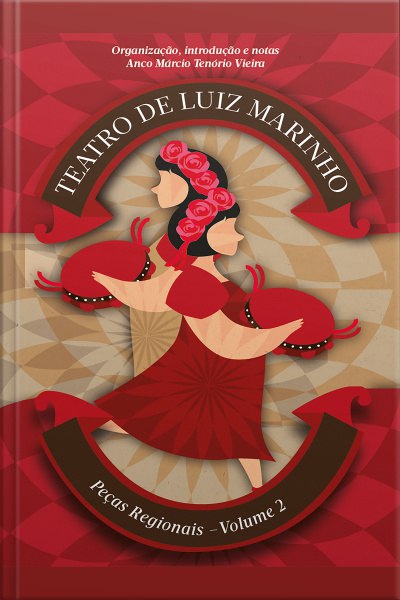 Organização, introdução e notas
Anco Márcio Tenório Vieira
TEATRO DE LUIZ MARINHO
Peças Regionais – Volume 2